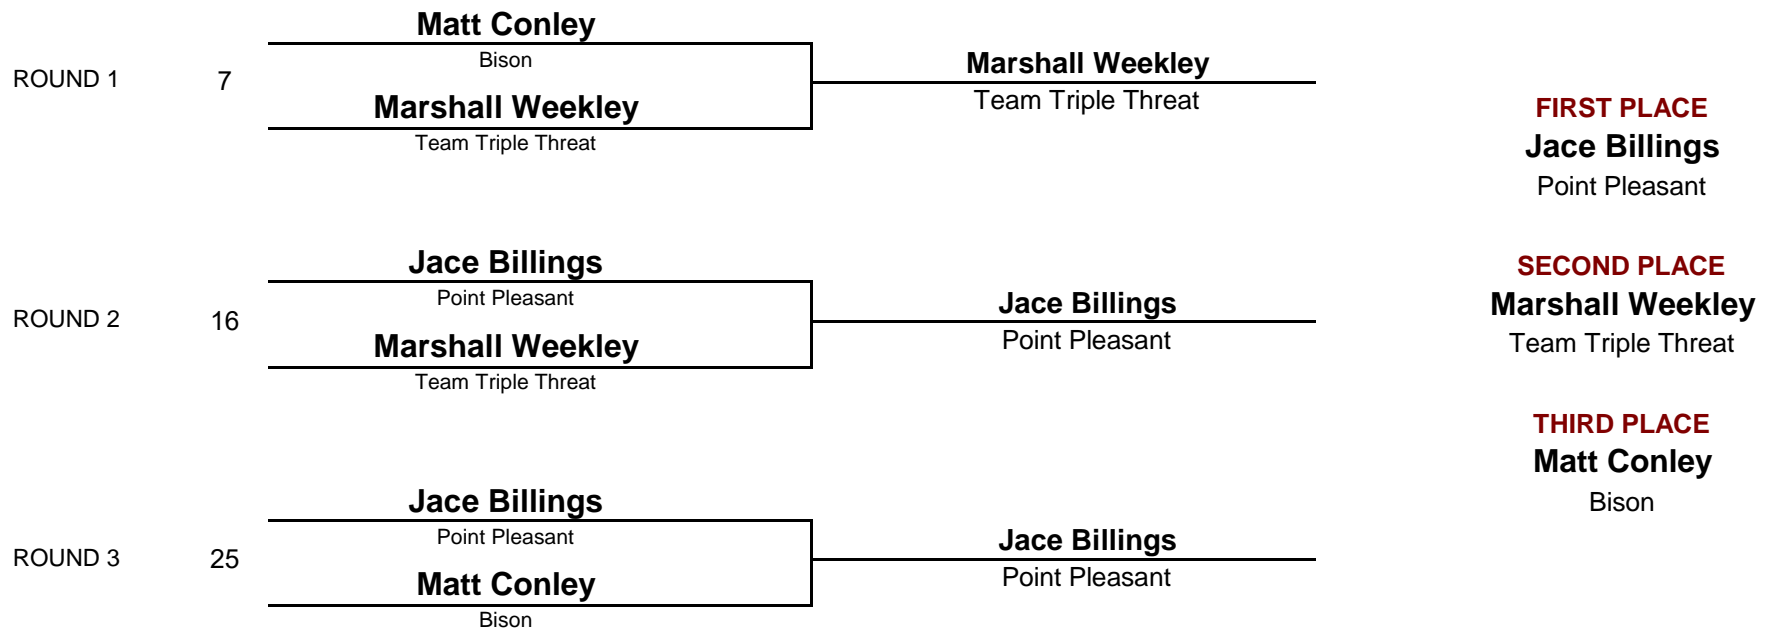 Matt Conley
Bison
ROUND 1
7
Marshall Weekley
Team Triple Threat
Marshall Weekley
Team Triple Threat
Jace Billings
Point Pleasant
ROUND 2
16
Marshall Weekley
Team Triple Threat
Jace Billings
Point Pleasant
Jace Billings
Point Pleasant
ROUND 3
25
Matt Conley
Bison
Jace Billings
Point Pleasant
FIRST PLACE
Jace Billings
Point Pleasant
SECOND PLACE
Marshall Weekley
Team Triple Threat
THIRD PLACE
Matt Conley
Bison